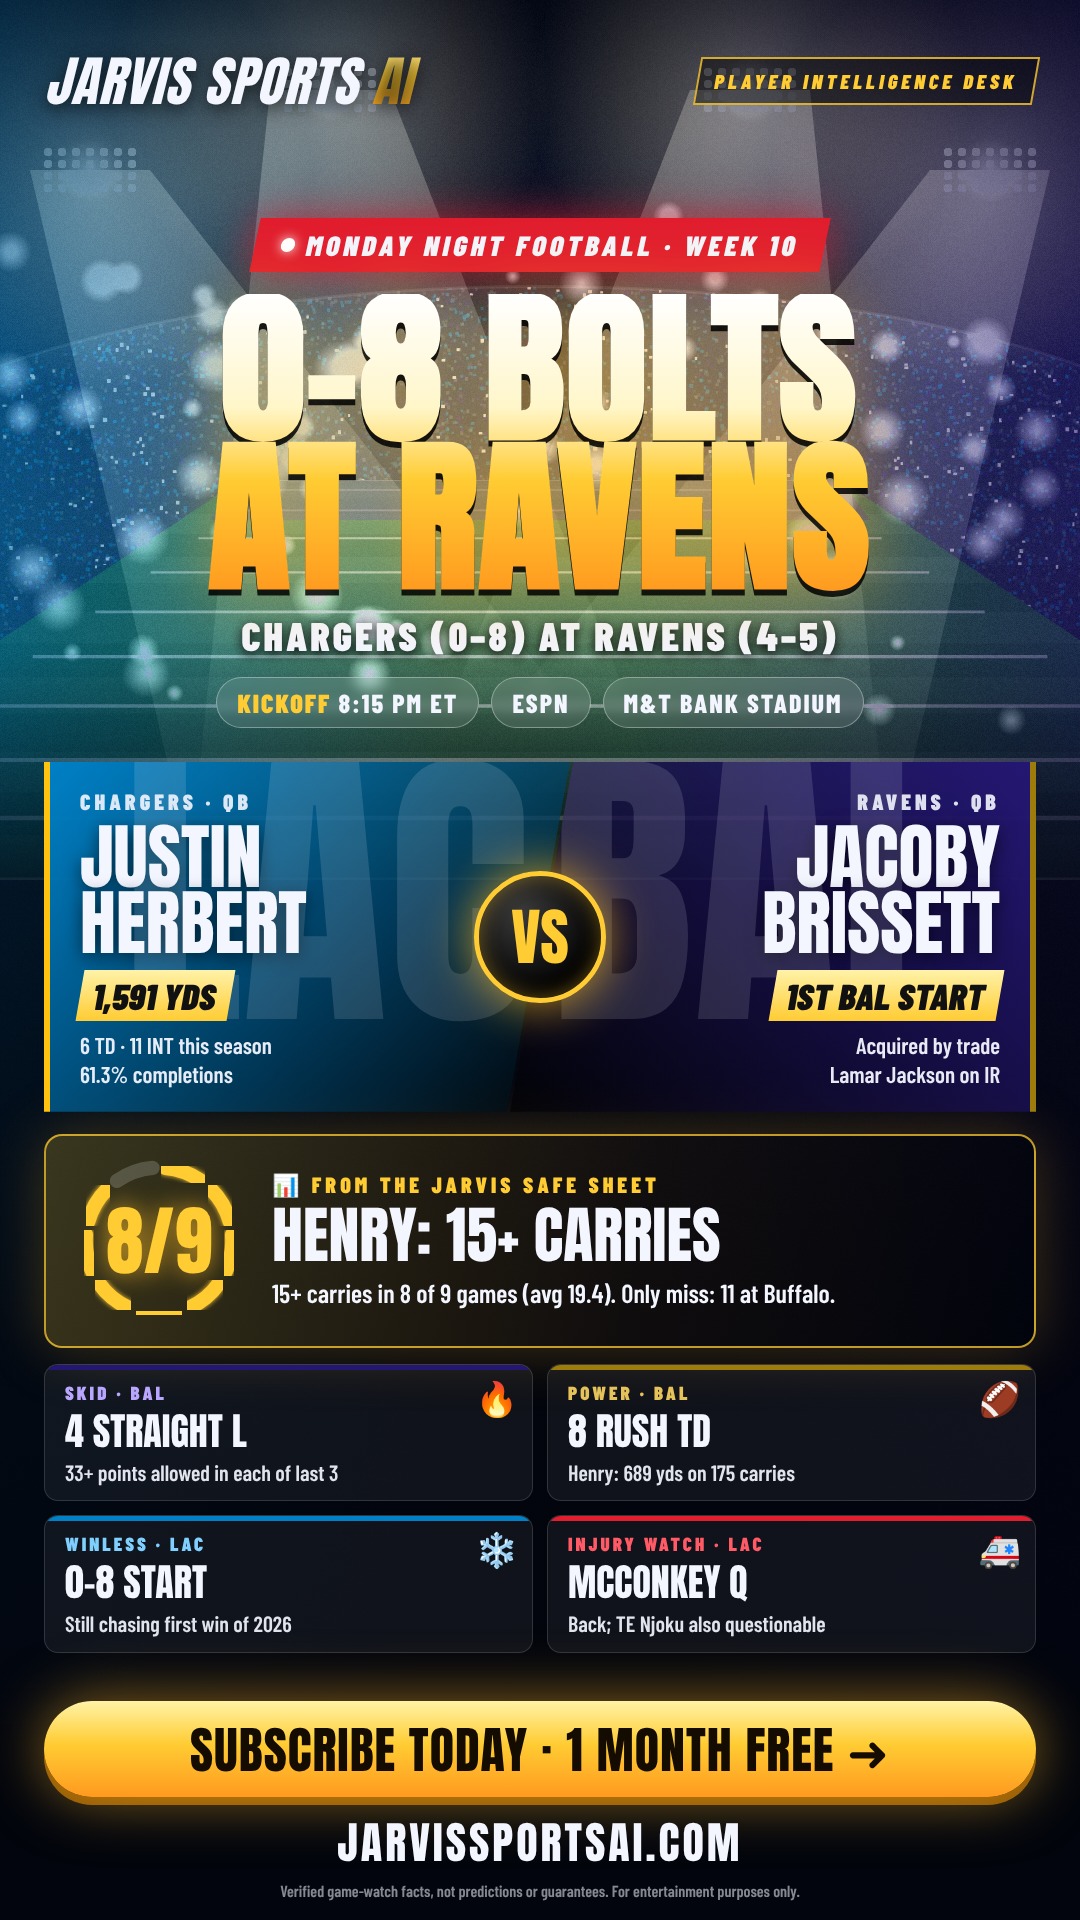 JARVIS SPORTS AI
PLAYER INTELLIGENCE DESK
MONDAY NIGHT FOOTBALL · WEEK 10
0-8 BOLTS
AT RAVENS
CHARGERS (0-8) AT RAVENS (4-5)
KICKOFF 8:15 PM ET
ESPN
M&T BANK STADIUM
LAC
BAL
CHARGERS · QB
JUSTIN
HERBERT
1,591 YDS
6 TD · 11 INT this season
61.3% completions
VS
RAVENS · QB
JACOBY
BRISSETT
1ST BAL START
Acquired by trade
Lamar Jackson on IR
8/9
📊 FROM THE JARVIS SAFE SHEET
HENRY: 15+ CARRIES
15+ carries in 8 of 9 games (avg 19.4). Only miss: 11 at Buffalo.
SKID · BAL
4 STRAIGHT L
33+ points allowed in each of last 3
POWER · BAL
8 RUSH TD
Henry: 689 yds on 175 carries
WINLESS · LAC
0-8 START
Still chasing first win of 2026
INJURY WATCH · LAC
MCCONKEY Q
Back; TE Njoku also questionable
SUBSCRIBE TODAY · 1 MONTH FREE →
JARVISSPORTSAI.COM
Verified game-watch facts, not predictions or guarantees. For entertainment purposes only.